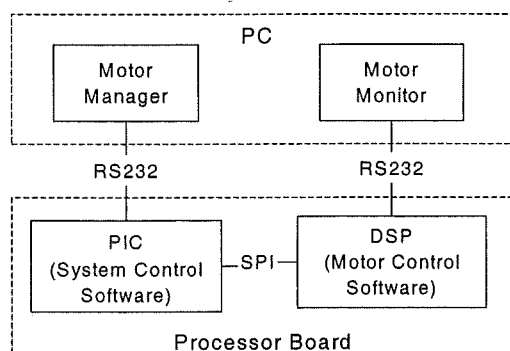 PC
Motor
Manager
Motor
Monitor
RS232
RS232
PIC
(System Control
Software)
SPI
DSP
(Motor Control
Software)
Processor Board